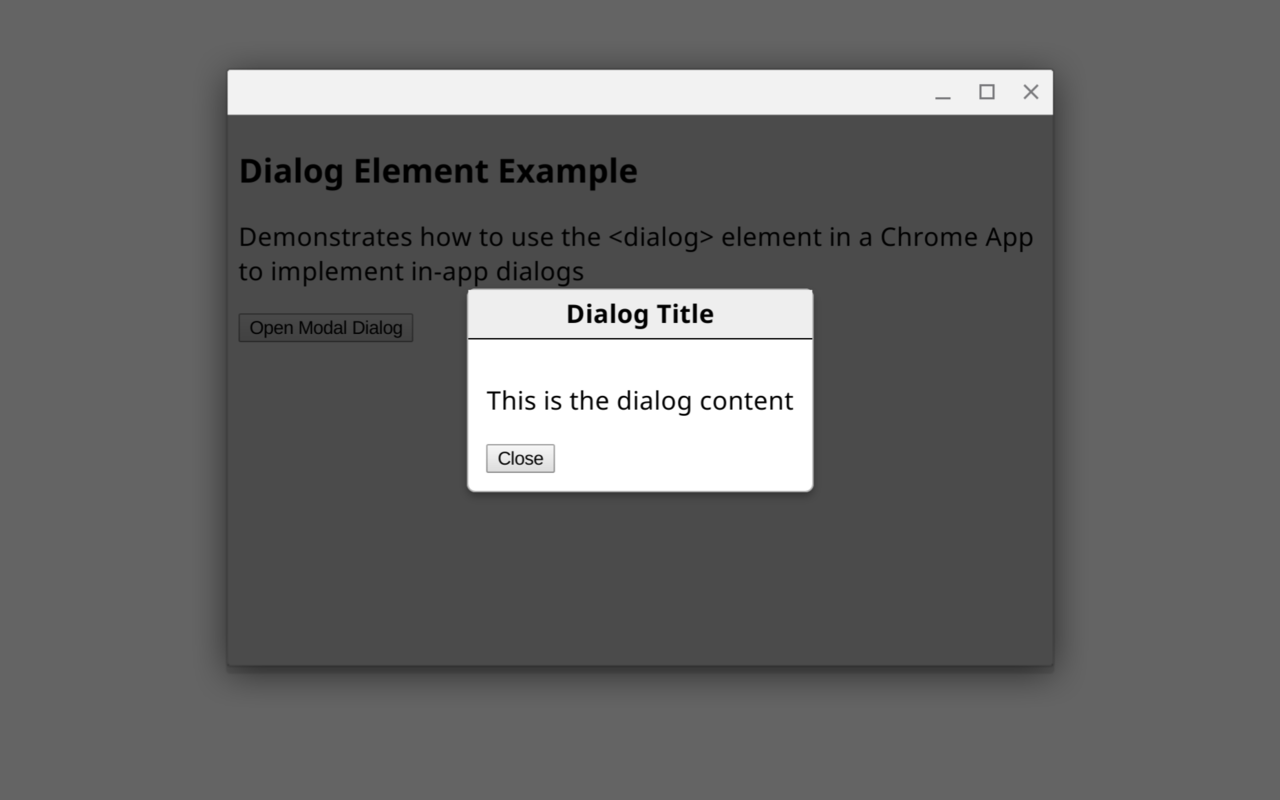 Dialog Element Example
Demonstrates how to use the <dialog> element in a Chrome App
to implement in-app dialogs
Open Modal Dialog
Dialog Title
This is the dialog content
Close